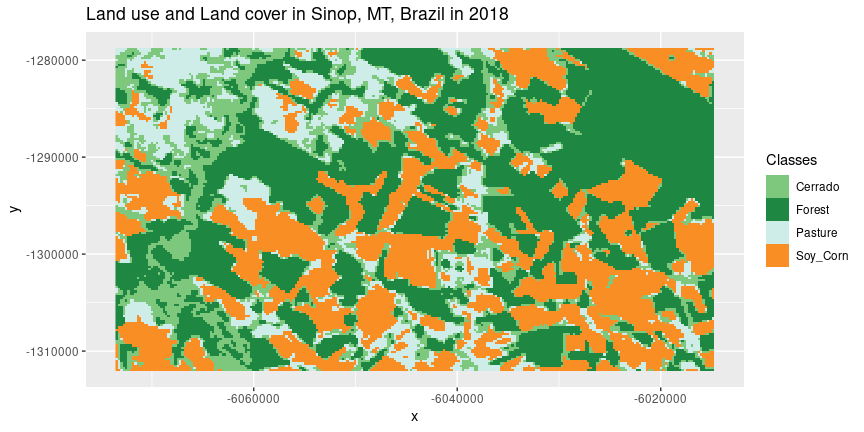 Land use and Land cover in Sinop, MT, Brazil in 2018
-1280000
-1290000
-1300000
-1310000
y
-6060000
-6040000
-6020000
x
Classes
Cerrado
Forest
Pasture
Soy_Corn